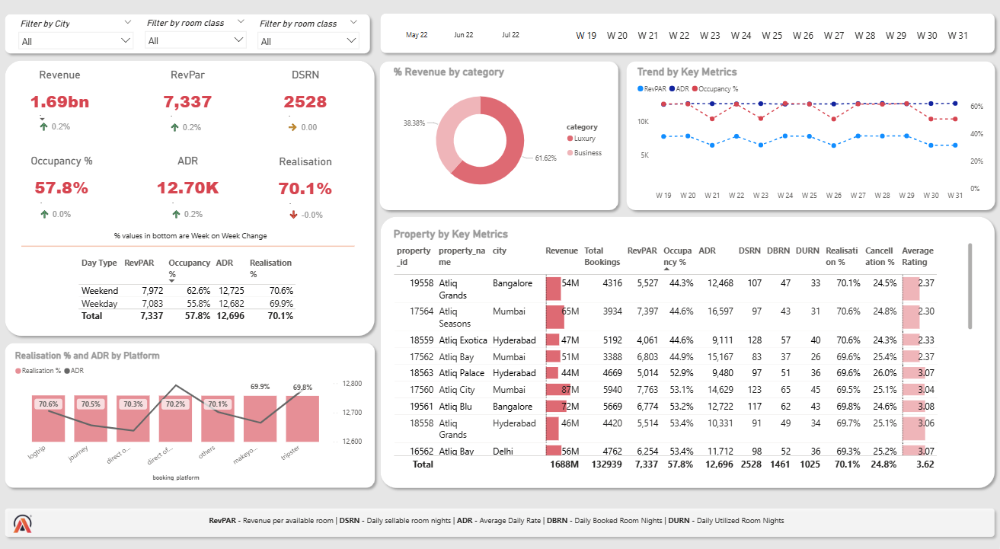 Filter by City
Filter by room class
Filter by room class
All
All
All
May 22 Jun 22 Jul 22
W 19 W 20 W 21 W 22 W 23 W 24 W 25 W 26 W 27 W 28 W 29 W 30 W 31
Revenue RevPar DSRN
1.69bn 7,337 2528
0.2% 0.2% 0.00
Occupancy % ADR Realisation
57.8% 12.70K 70.1%
0.0% 0.2% -0.0%
% values in bottom are Week on Week Change
Day Type RevPAR Occupancy % ADR Realisation %
Weekend 7,972 62.6% 12,725 70.6%
Weekday 7,083 55.8% 12,682 69.9%
Total 7,337 57.8% 12,696 70.1%
% Revenue by category
38.38%
61.62%
category
Luxury
Business
Trend by Key Metrics
RevPAR ADR Occupancy %
10K
5K
60%
40%
20%
0%
W 19 W 20 W 21 W 22 W 23 W 24 W 25 W 26 W 27 W 28 W 29 W 30 W 31
Realisation % and ADR by Platform
Realisation % ADR
70.6% 70.5% 70.3% 70.2% 70.1% 69.9% 69.8%
12,800
12,700
12,600
logtrip journey direct o... direct of... others makeyo... tripster
booking_platform
Property by Key Metrics
property_id property_name city Revenue Total Bookings RevPAR Occupancy % ADR DSRN DBRN DURN Realisation % Cancellation % Average Rating
19558 Atliq Grands Bangalore 54M 4316 5,527 44.3% 12,468 107 47 33 70.1% 24.5% 2.37
17564 Atliq Seasons Mumbai 65M 3934 7,397 44.6% 16,597 97 43 31 70.6% 24.8% 2.30
18559 Atliq Exotica Hyderabad 47M 5192 4,061 44.6% 9,111 128 57 40 70.6% 24.3% 2.33
17562 Atliq Bay Mumbai 51M 3388 6,803 44.9% 15,167 83 37 26 69.6% 25.4% 2.37
18563 Atliq Palace Hyderabad 44M 4669 5,014 52.9% 9,480 97 51 36 69.6% 26.0% 3.07
17560 Atliq City Mumbai 87M 5940 7,763 53.1% 14,629 123 65 45 69.5% 25.1% 3.04
19561 Atliq Blu Bangalore 72M 5669 6,774 53.2% 12,722 117 62 43 69.8% 24.6% 3.08
18558 Atliq Grands Hyderabad 46M 4420 5,514 53.4% 10,331 91 49 34 69.7% 25.1% 3.06
16562 Atliq Bay Delhi 56M 4762 6,254 53.4% 11,712 98 52 36 69.3% 25.2% 3.07
Total 1688M 132939 7,337 57.8% 12,696 2528 1461 1025 70.1% 24.8% 3.62
RevPAR - Revenue per available room | DSRN - Daily sellable room nights | ADR - Average Daily Rate | DBRN - Daily Booked Room Nights | DURN - Daily Utilized Room Nights